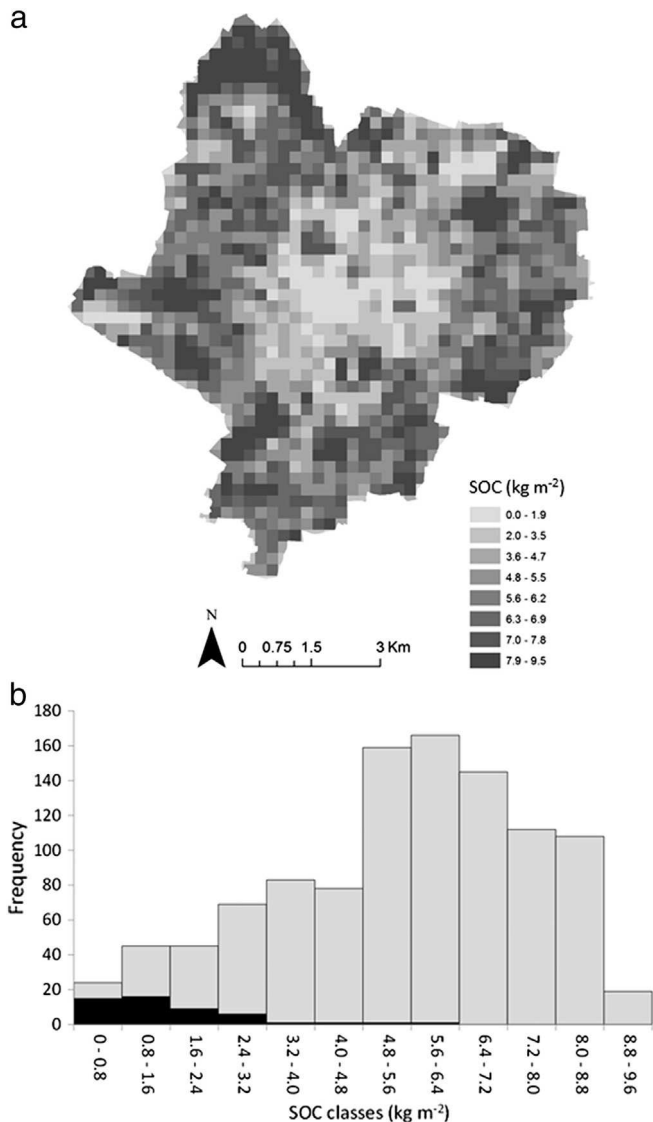 a
SOC (kg m-2)
0.0 - 1.9
2.0 - 3.5
3.6 - 4.7
4.8 - 5.5
5.6 - 6.2
6.3 - 6.9
7.0 - 7.8
7.9 - 9.5
N
0 0.75 1.5 3 Km
b
180
160
140
120
100
80
60
40
20
0
Frequency
0 - 0.8
0.8 - 1.6
1.6 - 2.4
2.4 - 3.2
3.2 - 4.0
4.0 - 4.8
4.8 - 5.6
5.6 - 6.4
6.4 - 7.2
7.2 - 8.0
8.0 - 8.8
8.8 - 9.6
SOC classes (kg m-2)